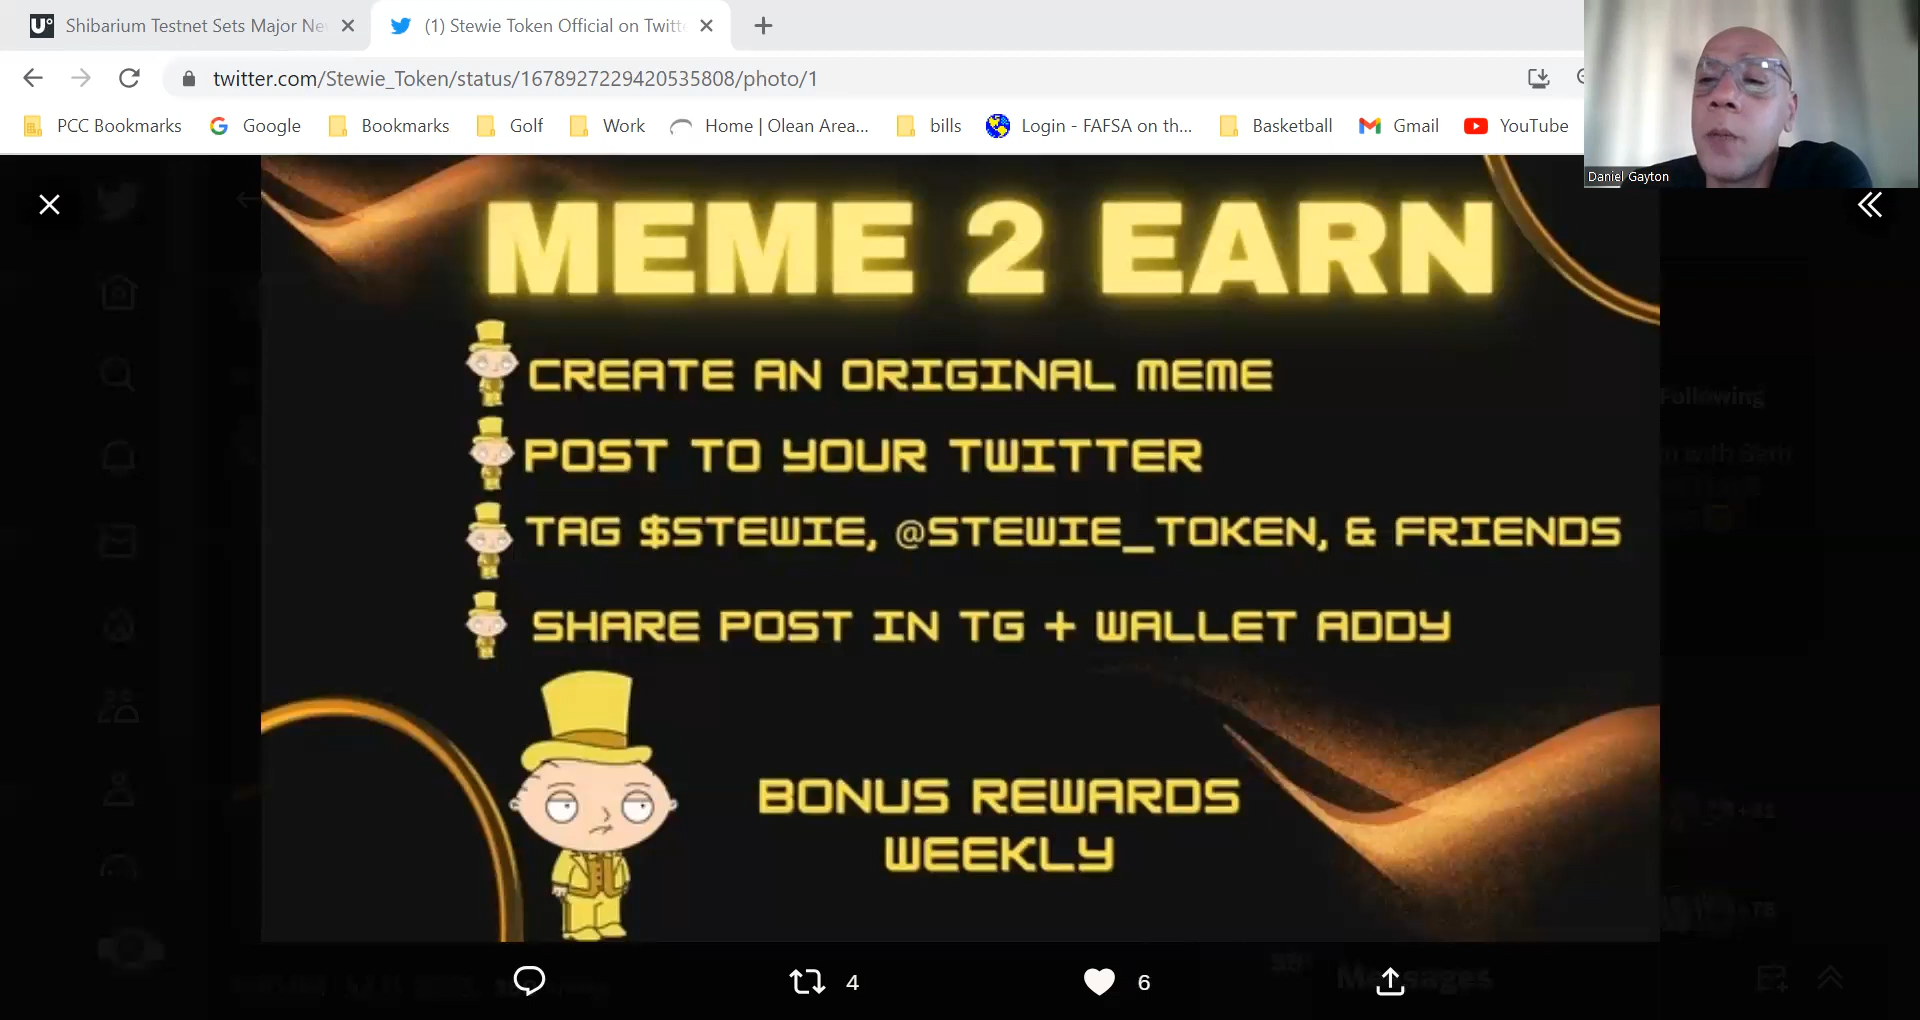 Shibarium Testnet Sets Major Ne
(1) Stewie Token Official on Twitt
twitter.com/Stewie_Token/status/1678927229420535808/photo/1
PCC Bookmarks Google Bookmarks Golf Work Home | Olean Area... bills Login - FAFSA on th... Basketball Gmail YouTube
Daniel Gayton
MEME 2 EARN
CREATE AN ORIGINAL MEME
POST TO YOUR TWITTER
TAG $STEWIE, @STEWIE_TOKEN, & FRIENDS
SHARE POST IN TG + WALLET ADDY
BONUS REWARDS
WEEKLY
Following
4
6
Messages